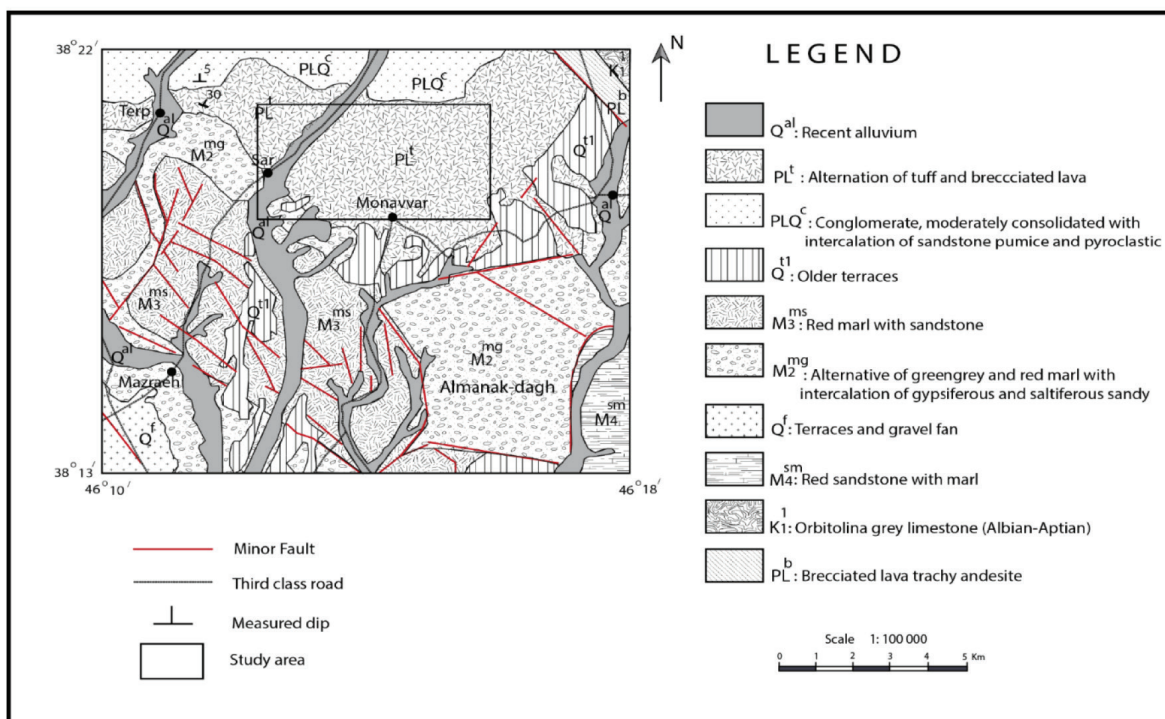 38°22′
N
LEGEND
PLQᶜ
PLQᶜ
K₁¹
PLᵇ
5
30
Terp
Qᵃˡ
PLᵗ
M₂ᵐᵍ
Sar
PLᵗ
Qᵗ¹
Monavvar
Qᵃˡ
Qᵃˡ
M₃ᵐˢ
Qᵗ¹
M₃ᵐˢ
Qᵃˡ
Mazraeh
M₂ᵐᵍ
Almanak-dagh
Qᶠ
M₄ˢᵐ
38°13′
46°10′
46°18′
Minor Fault
Third class road
Measured dip
Study area
Qᵃˡ: Recent alluvium
PLᵗ: Alternation of tuff and breccciated lava
PLQᶜ: Conglomerate, moderately consolidated with
intercalation of sandstone pumice and pyroclastic
Qᵗ¹: Older terraces
M₃ᵐˢ: Red marl with sandstone
M₂ᵐᵍ: Alternative of greengrey and red marl with
intercalation of gypsiferous and saltiferous sandy
Qᶠ: Terraces and gravel fan
M₄ˢᵐ: Red sandstone with marl
K₁¹: Orbitolina grey limestone (Albian-Aptian)
PLᵇ: Brecciated lava trachy andesite
Scale 1: 100 000
0 1 2 3 4 5 Km